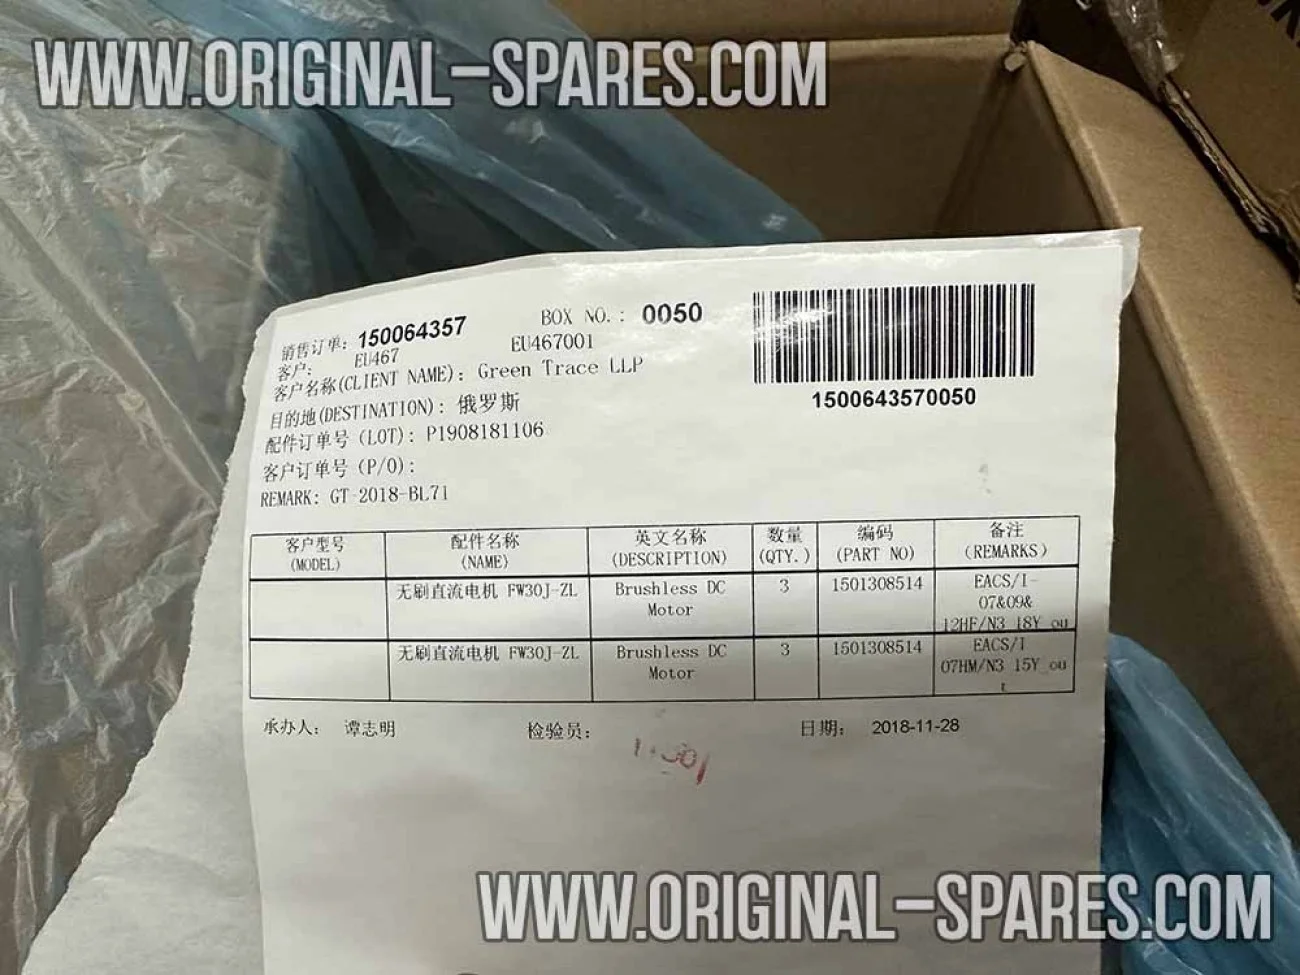 WWW.ORIGINAL-SPARES.COM
销售订单: 150064357 BOX NO.: 0050
客户: EU467 EU467001
客户名称(CLIENT NAME): Green Trace LLP
目的地(DESTINATION): 俄罗斯
配件订单号(LOT): P1908181106
客户订单号(P/O):
REMARK: GT-2018-BL71
1500643570050
客户型号 配件名称 英文名称 数量 编码 备注
(MODEL) (NAME) (DESCRIPTION) (QTY.) (PART NO) (REMARKS)
无刷直流电机 FW30J-ZL Brushless DC 3 1501308514 EACS/I-
Motor 07&09&
12HF/N3_18Y_ou
无刷直流电机 FW30J-ZL Brushless DC 3 1501308514 EACS/I
Motor 07HM/N3_15Y_ou
t
承办人: 谭志明 检验员: 日期: 2018-11-28
WWW.ORIGINAL-SPARES.COM